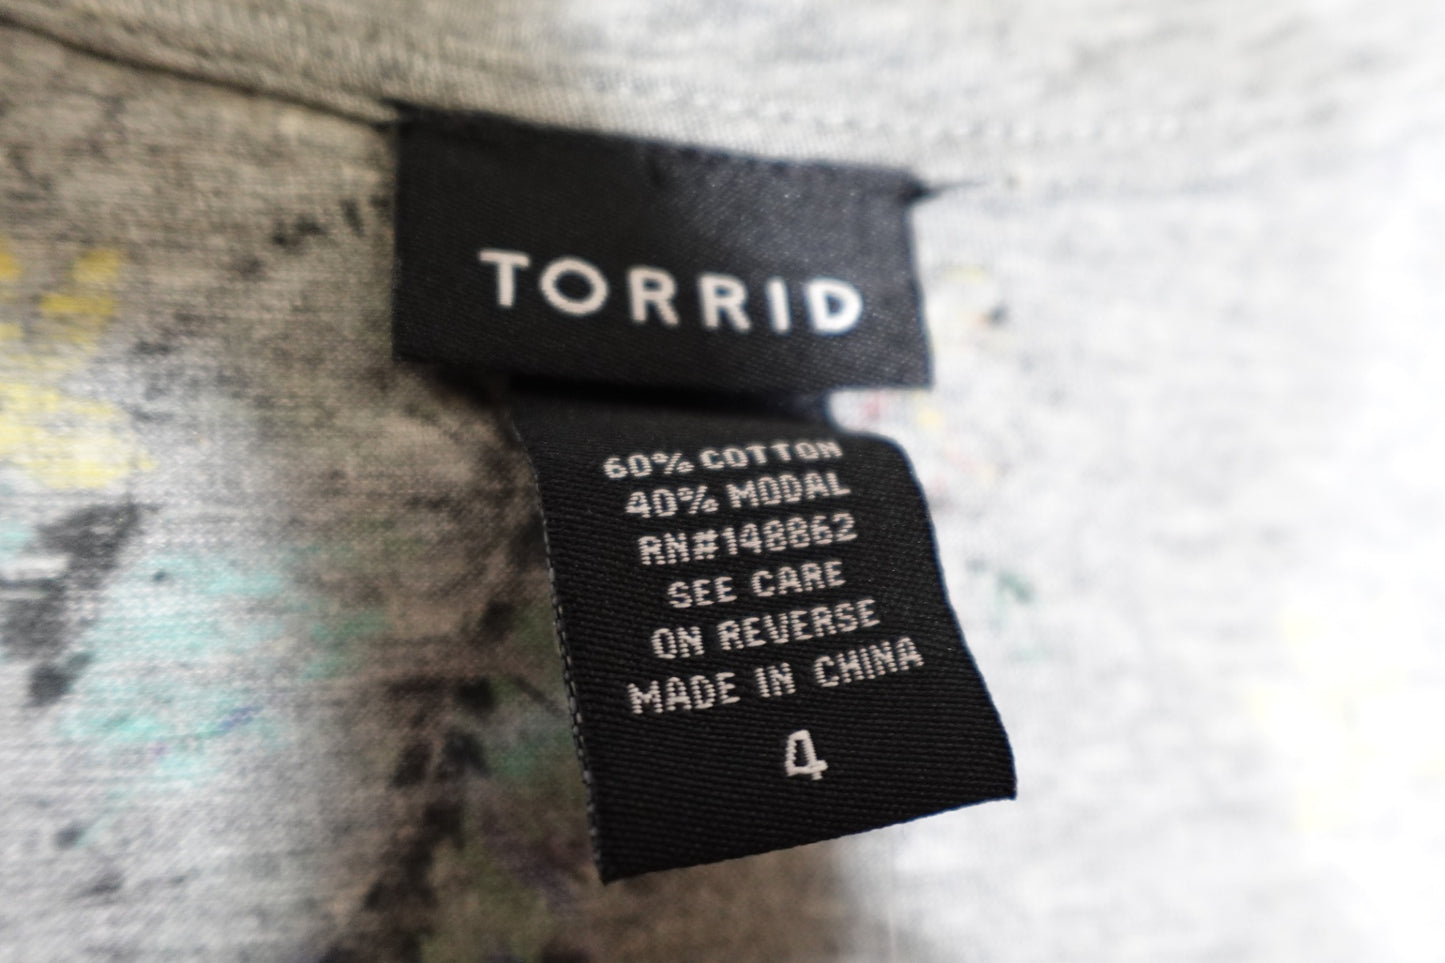 TORRID
60% COTTON
40% MODAL
RN#148862
SEE CARE
ON REVERSE
MADE IN CHINA
4